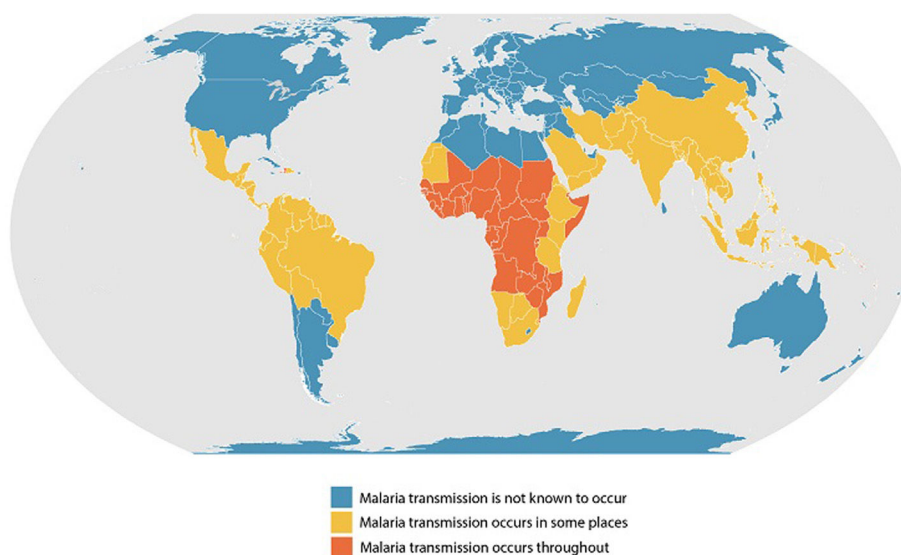 Malaria transmission is not known to occur
Malaria transmission occurs in some places
Malaria transmission occurs throughout